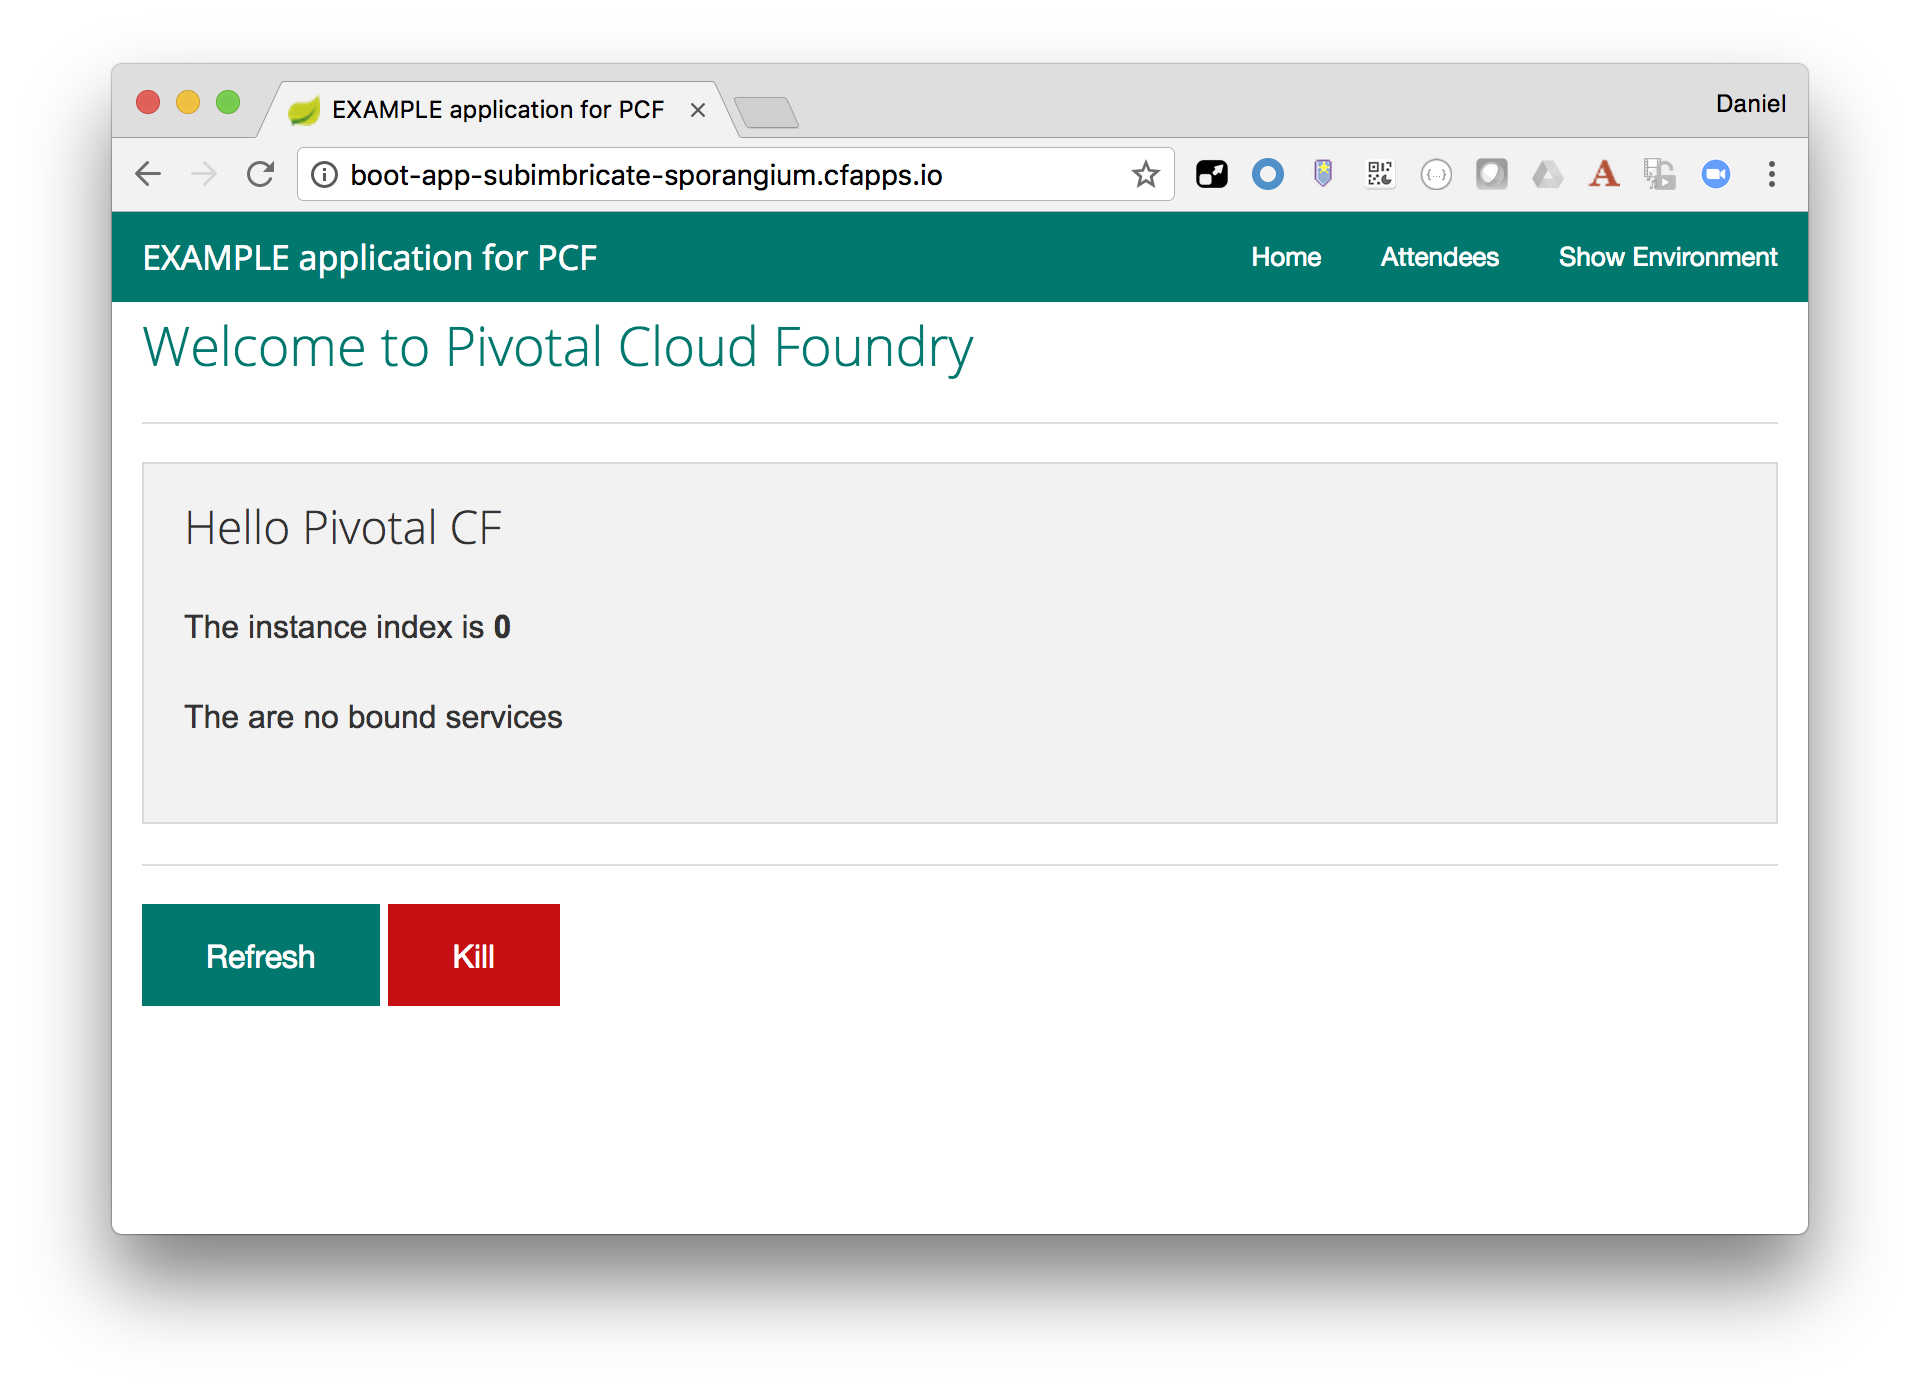 EXAMPLE application for PCF
Daniel
boot-app-subimbricate-sporangium.cfapps.io
EXAMPLE application for PCF Home Attendees Show Environment
Welcome to Pivotal Cloud Foundry
Hello Pivotal CF
The instance index is 0
The are no bound services
Refresh Kill